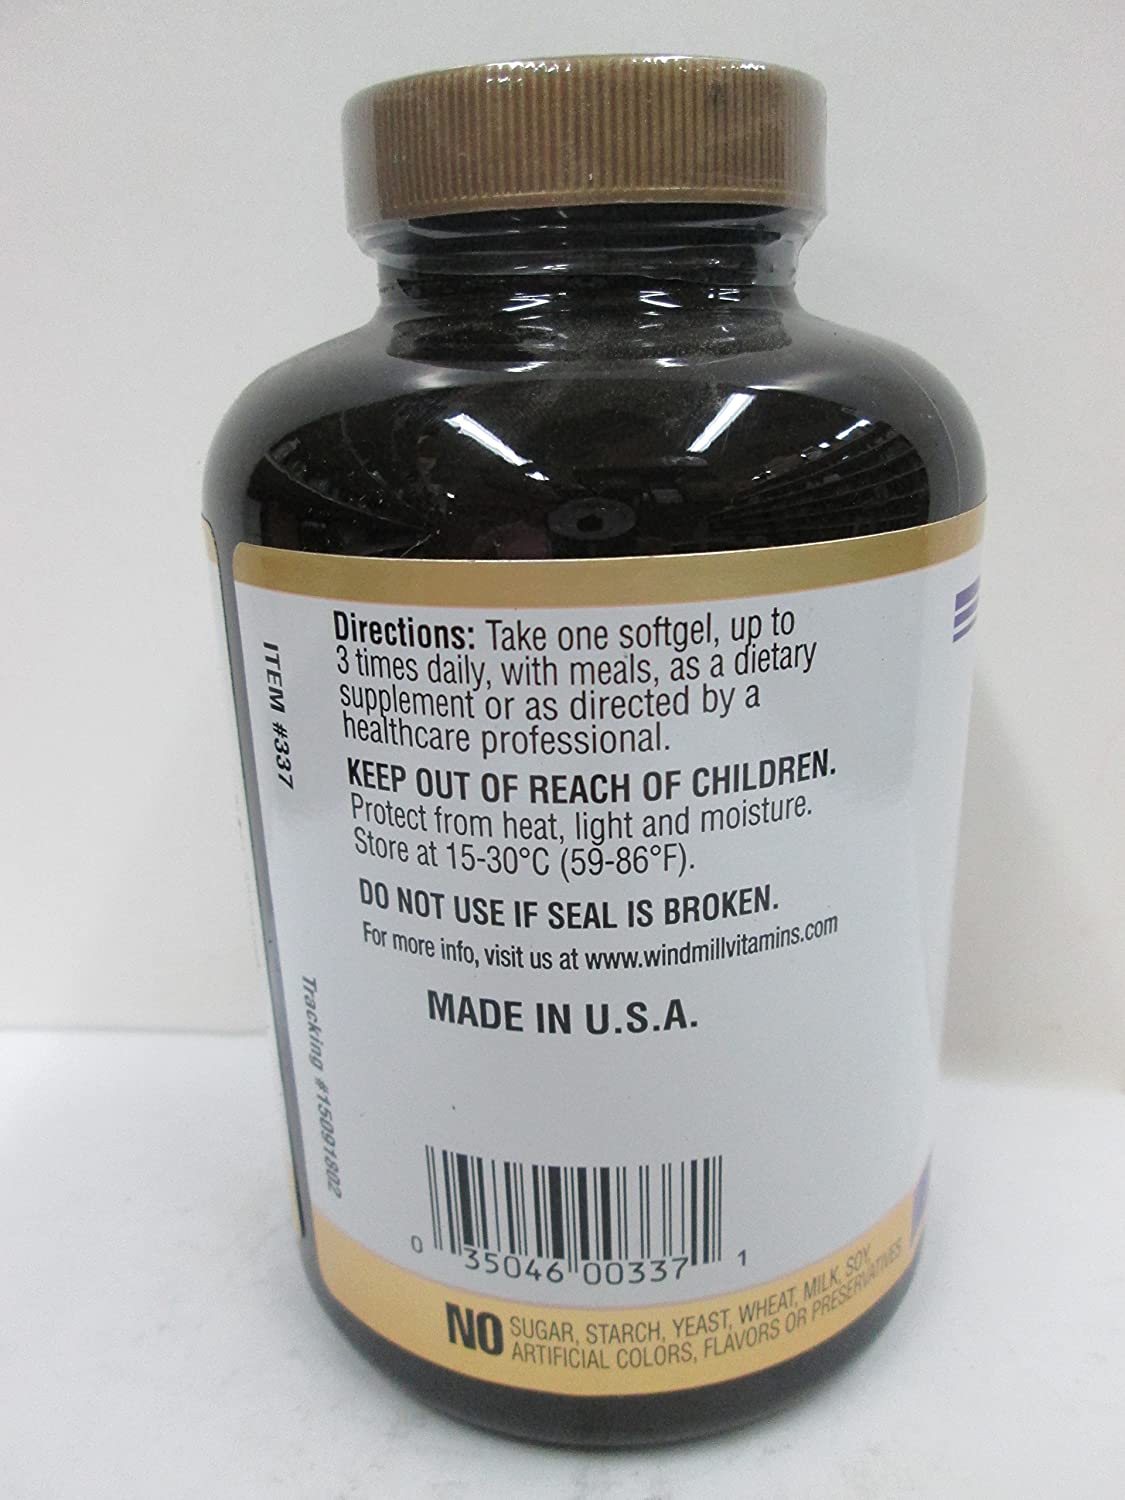 Directions: Take one softgel, up to
3 times daily, with meals, as a dietary
supplement or as directed by a
healthcare professional.
KEEP OUT OF REACH OF CHILDREN.
Protect from heat, light and moisture.
Store at 15-30°C (59-86°F).
DO NOT USE IF SEAL IS BROKEN.
For more info, visit us at www.windmillvitamins.com
MADE IN U.S.A.
ITEM #337
Tracking #15091802
0 35046 00337 1
NO SUGAR, STARCH, YEAST, WHEAT, MILK, SOY,
ARTIFICIAL COLORS, FLAVORS OR PRESERVATIVES